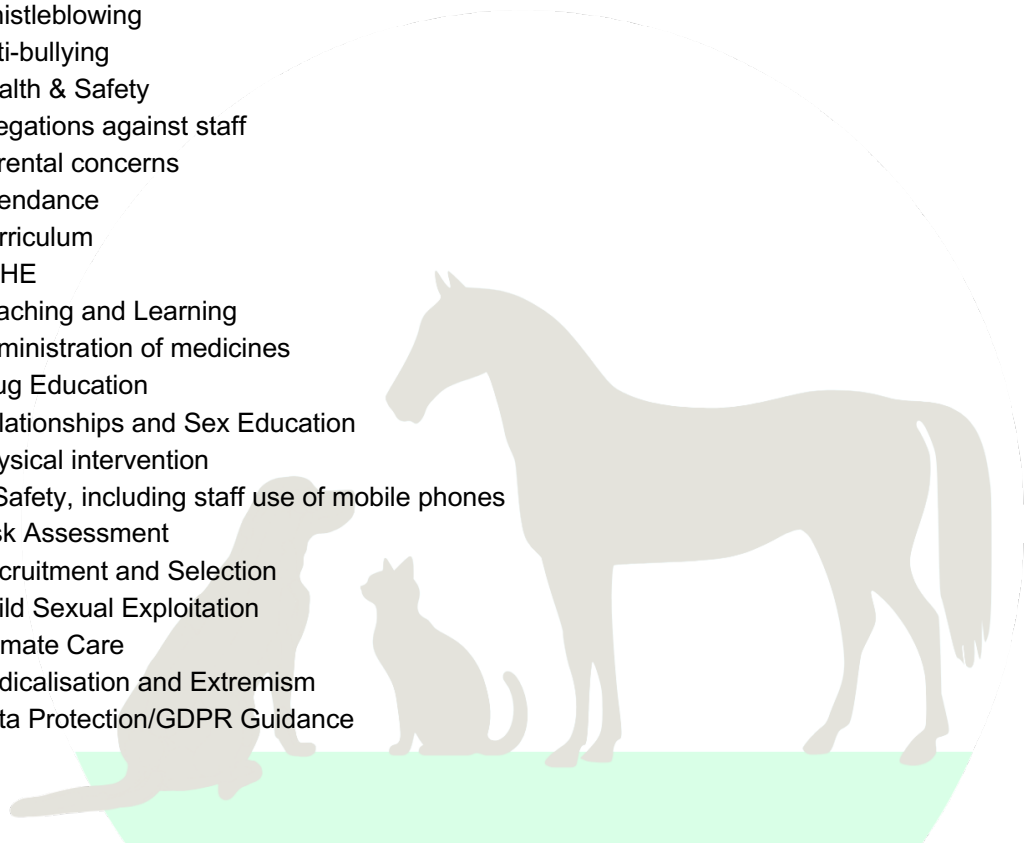 histleblowing
ti-bullying
alth & Safety
egations against staff
rental concerns
endance
rriculum
HE
aching and Learning
ministration of medicines
ug Education
lationships and Sex Education
ysical intervention
Safety, including staff use of mobile phones
sk Assessment
cruitment and Selection
ild Sexual Exploitation
mate Care
dicalisation and Extremism
ta Protection/GDPR Guidance